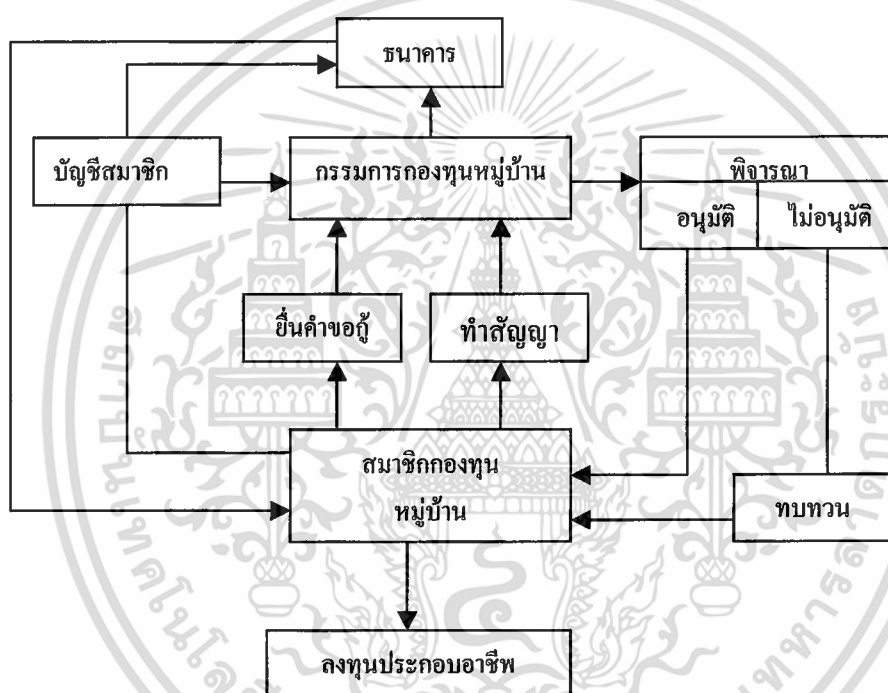 ธนาคาร
บัญชีสมาชิก
กรรมการกองทุนหมู่บ้าน
พิจารณา
อนุมัติ
ไม่อนุมัติ
ยื่นคำขอกู้
ทำสัญญา
สมาชิกกองทุน
หมู่บ้าน
ทบทวน
ลงทุนประกอบอาชีพ